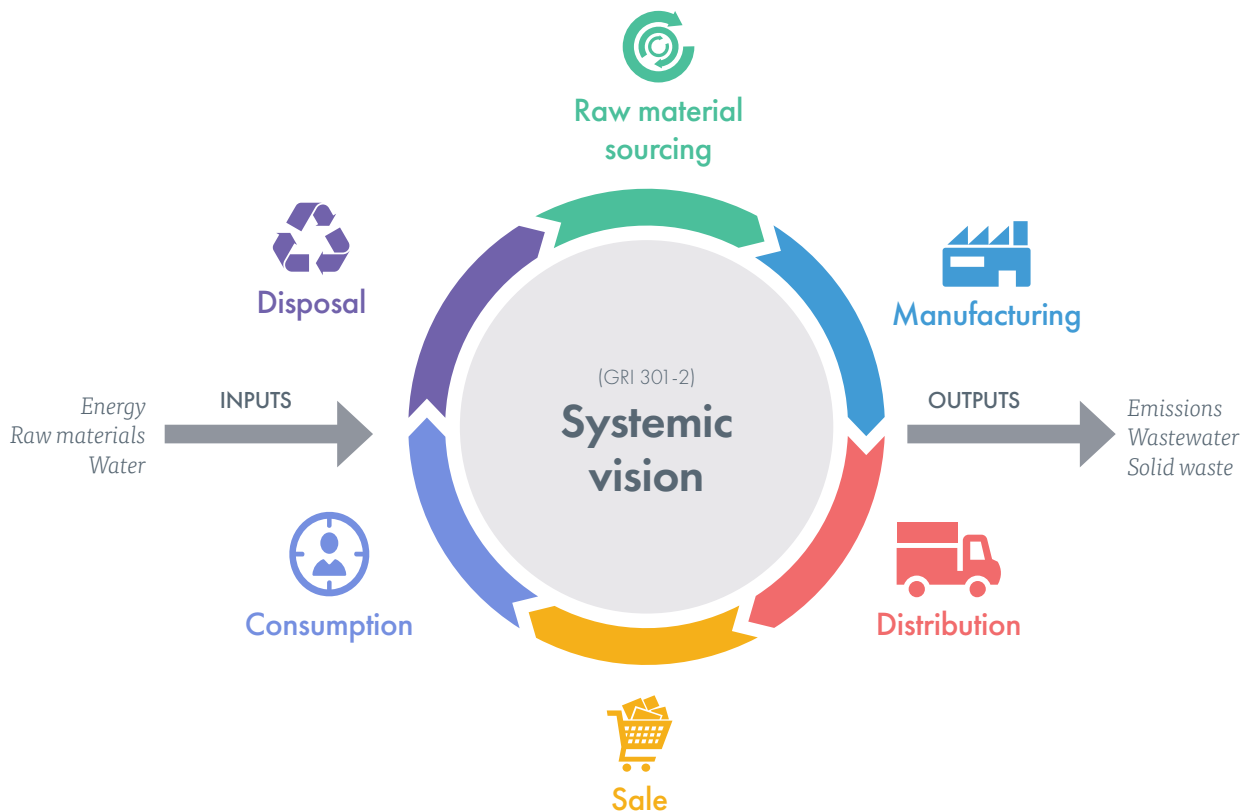 Raw material
sourcing
Disposal
Manufacturing
INPUTS
Energy
Raw materials
Water
(GRI 301-2)
Systemic
vision
OUTPUTS
Emissions
Wastewater
Solid waste
Consumption
Distribution
Sale